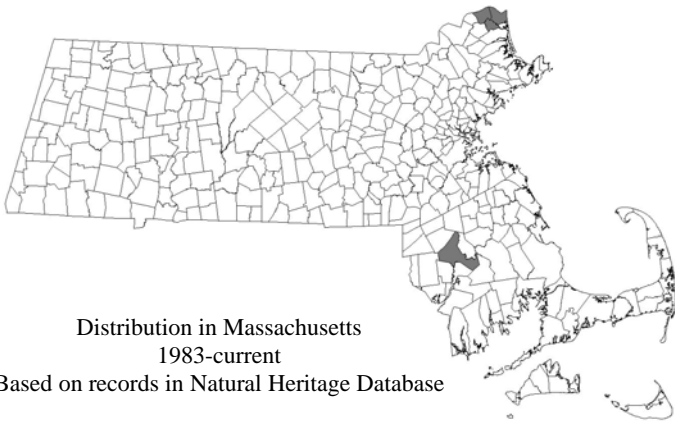 Distribution in Massachusetts
1983-current
Based on records in Natural Heritage Database